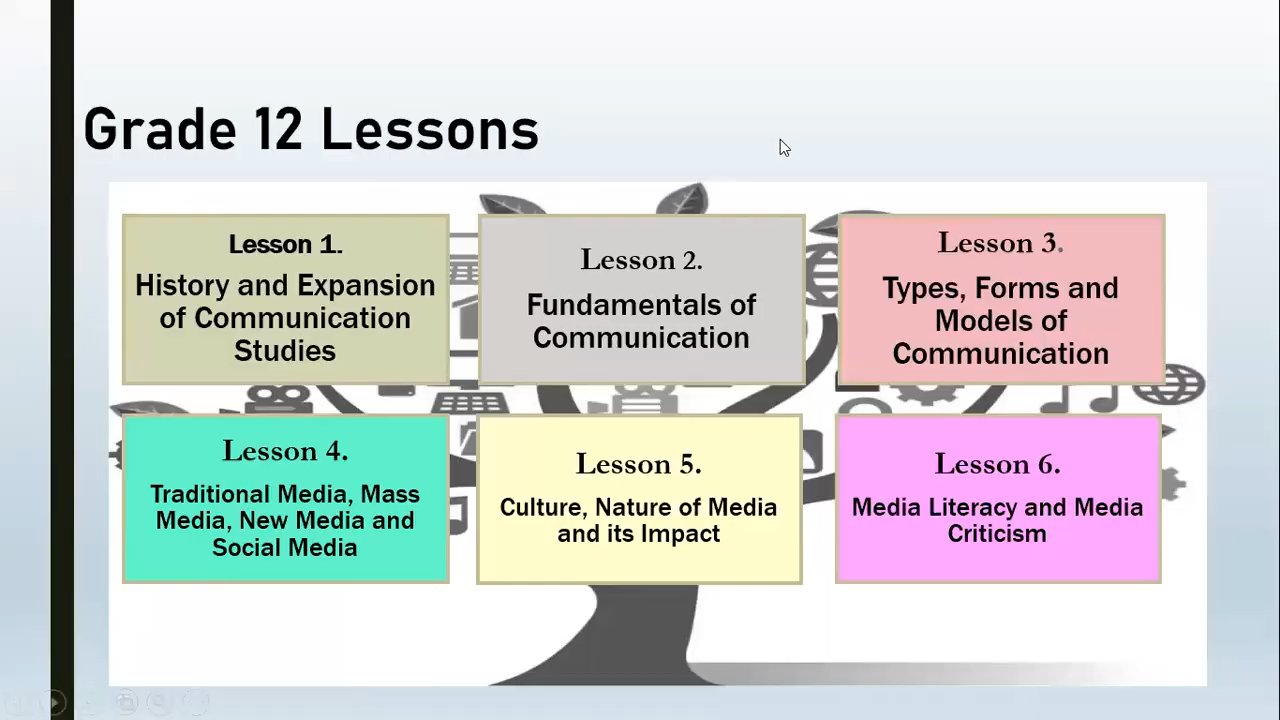 Grade 12 Lessons
Lesson 1.
History and Expansion
of Communication
Studies
Lesson 2.
Fundamentals of
Communication
Lesson 3.
Types, Forms and
Models of
Communication
Lesson 4.
Traditional Media, Mass
Media, New Media and
Social Media
Lesson 5.
Culture, Nature of Media
and its Impact
Lesson 6.
Media Literacy and Media
Criticism